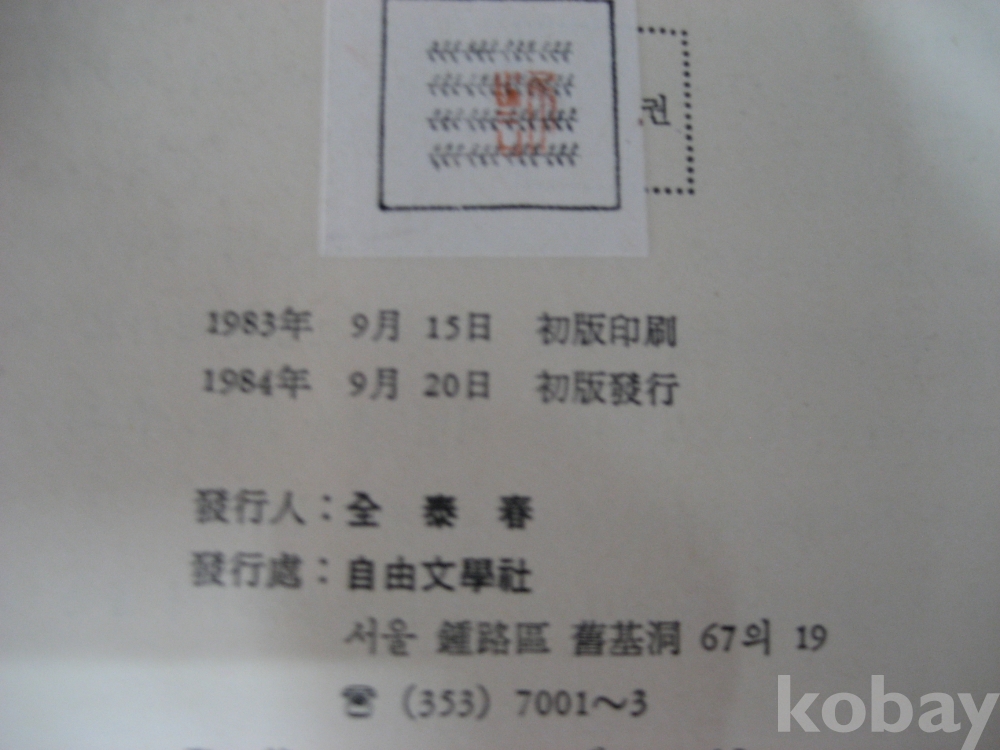 권
1983年 9月 15日 初版印刷
1984年 9月 20日 初版發行
發行人：全 泰 春
發行處：自由文學社
서울 鍾路區 舊基洞 67의 19
☎ (353) 7001～3
kobay